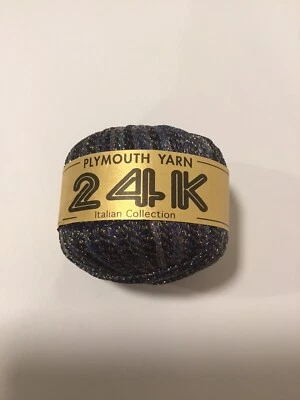 PLYMOUTH YARN
24K
Italian Collection